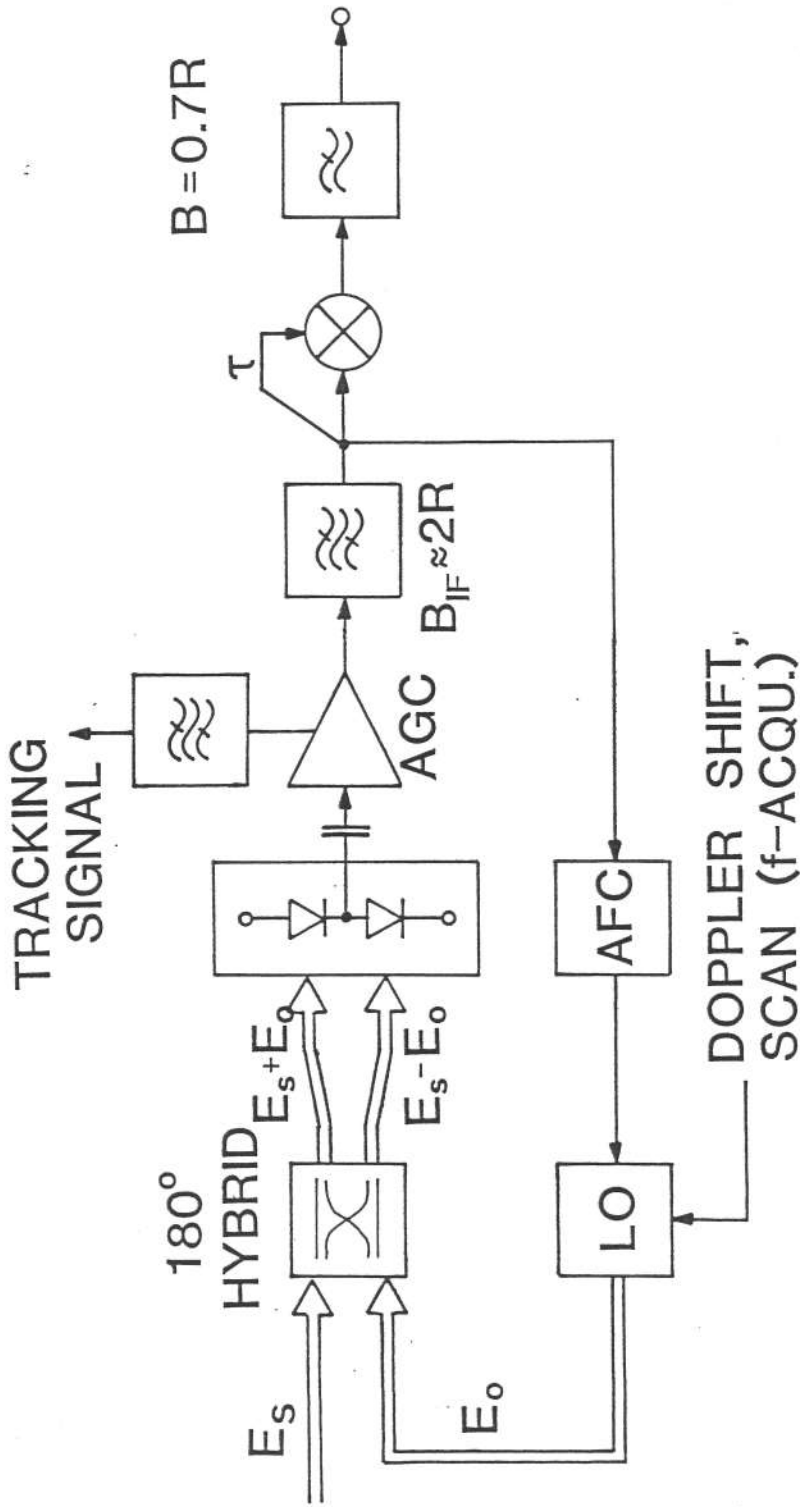 E_s
E_o
180°
HYBRID
E_s+E_o
E_s-E_o
TRACKING
SIGNAL
AGC
B_IF≈2R
τ
B=0.7R
LO
AFC
DOPPLER SHIFT,
SCAN (f-ACQU.)